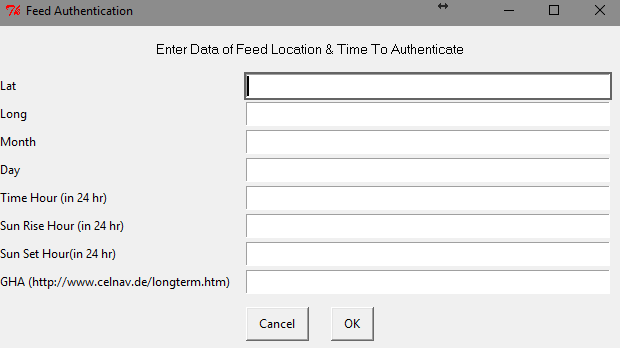 Feed Authentication
Enter Data of Feed Location & Time To Authenticate
Lat
Long
Month
Day
Time Hour (in 24 hr)
Sun Rise Hour (in 24 hr)
Sun Set Hour(in 24 hr)
GHA (http://www.celnav.de/longterm.htm)
Cancel OK